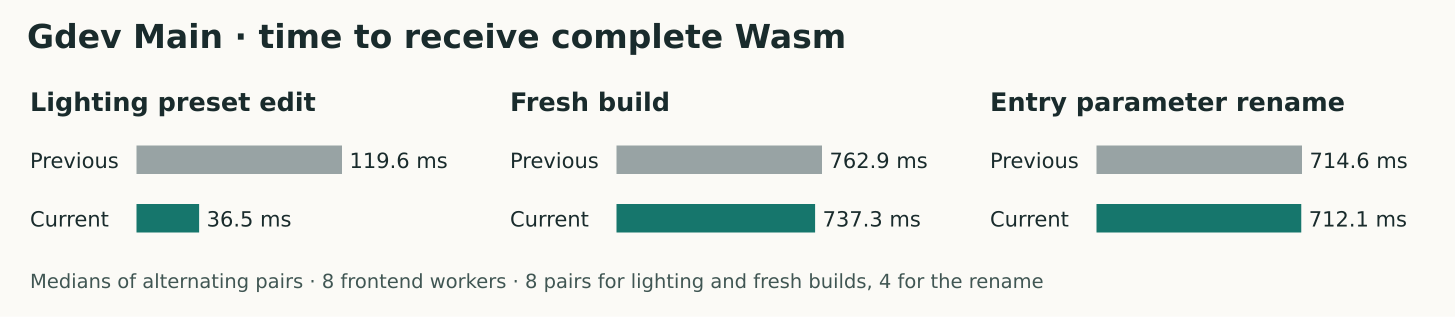 Gdev Main · time to receive complete Wasm
Lighting preset edit
Previous 119.6 ms
Current 36.5 ms
Fresh build
Previous 762.9 ms
Current 737.3 ms
Entry parameter rename
Previous 714.6 ms
Current 712.1 ms
Medians of alternating pairs · 8 frontend workers · 8 pairs for lighting and fresh builds, 4 for the rename